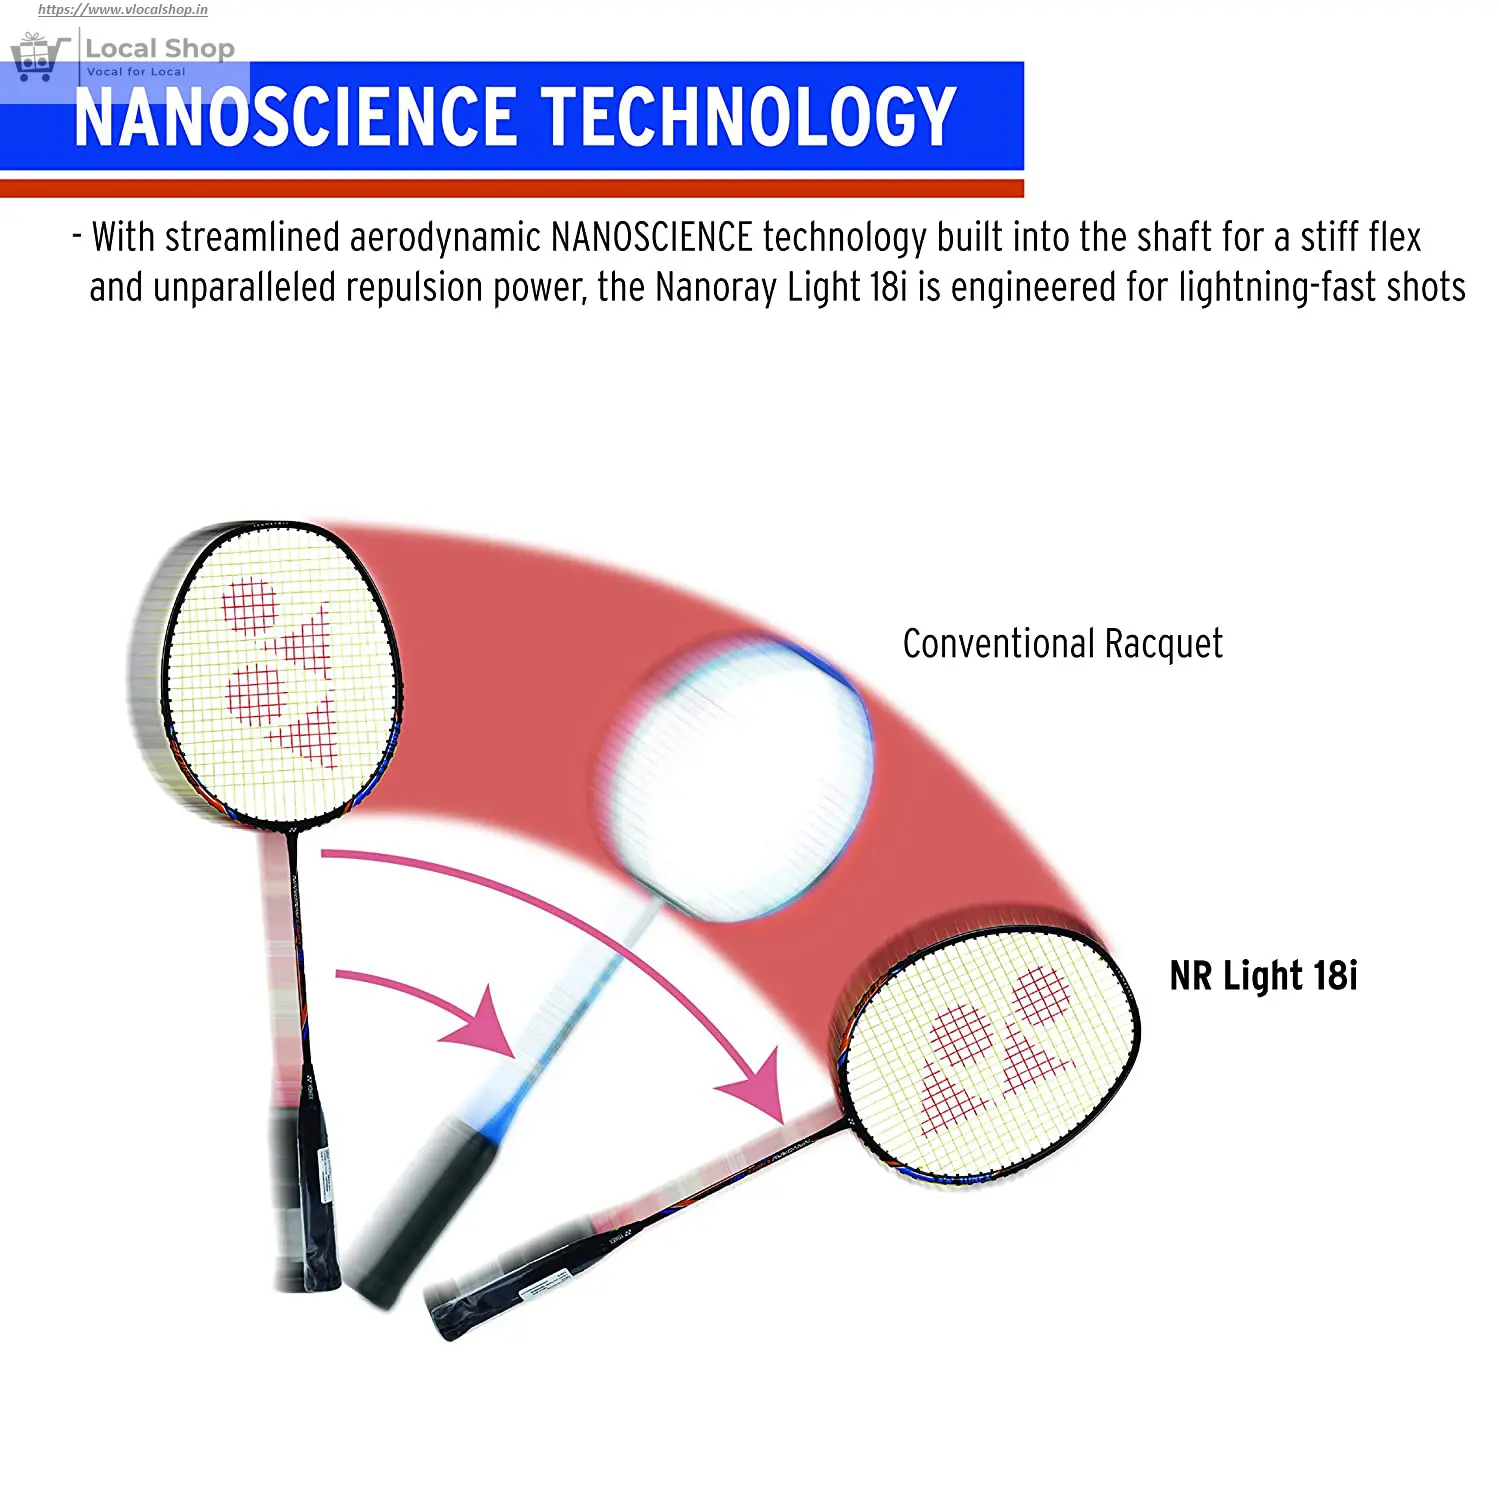 https://www.vlocalshop.in
Local Shop
Vocal for Local
NANOSCIENCE TECHNOLOGY
- With streamlined aerodynamic NANOSCIENCE technology built into the shaft for a stiff flex
and unparalleled repulsion power, the Nanoray Light 18i is engineered for lightning-fast shots
Conventional Racquet
NR Light 18i
YONEX
YONEX